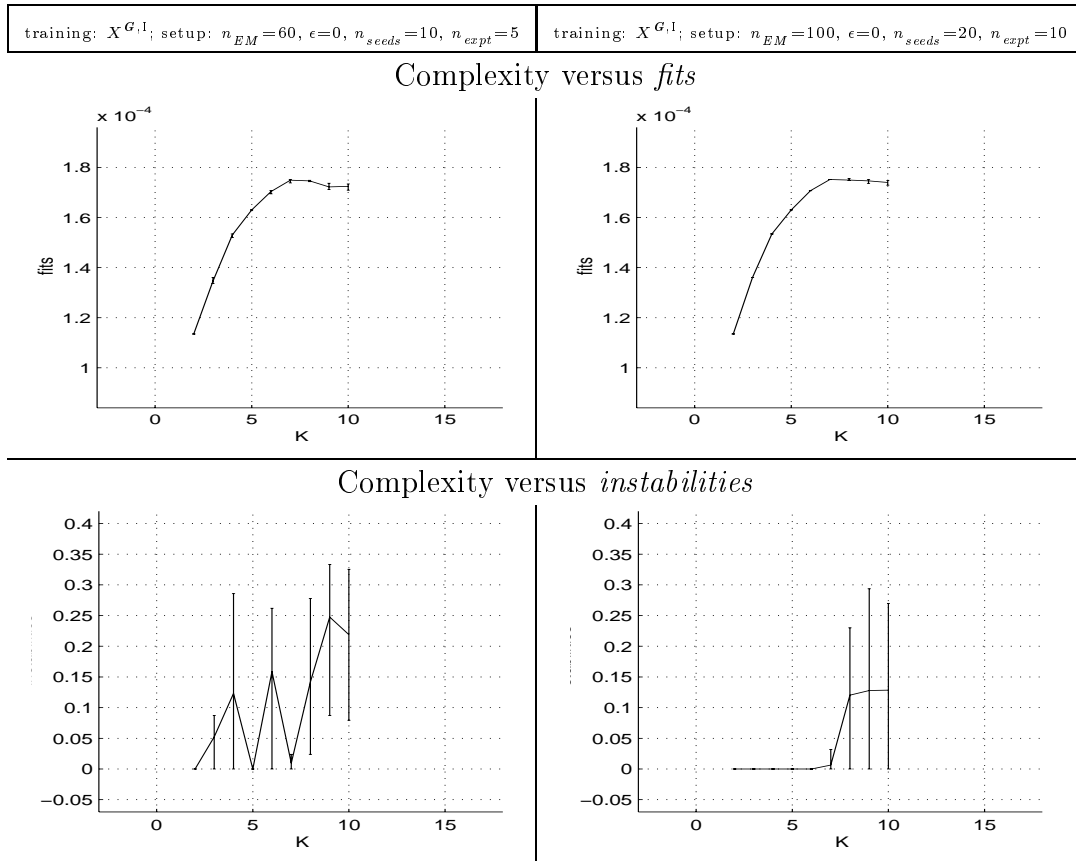 training: X^{G,I}; setup: n_{EM}=60, ϵ=0, n_{seeds}=10, n_{expt}=5
training: X^{G,I}; setup: n_{EM}=100, ϵ=0, n_{seeds}=20, n_{expt}=10
Complexity versus fits
x 10^{−4}
1.8
1.6
1.4
1.2
1
fits
0 5 10 15
K
x 10^{−4}
1.8
1.6
1.4
1.2
1
fits
0 5 10 15
K
Complexity versus instabilities
0.4
0.35
0.3
0.25
0.2
0.15
0.1
0.05
0
−0.05
0 5 10 15
K
0.4
0.35
0.3
0.25
0.2
0.15
0.1
0.05
0
−0.05
0 5 10 15
K